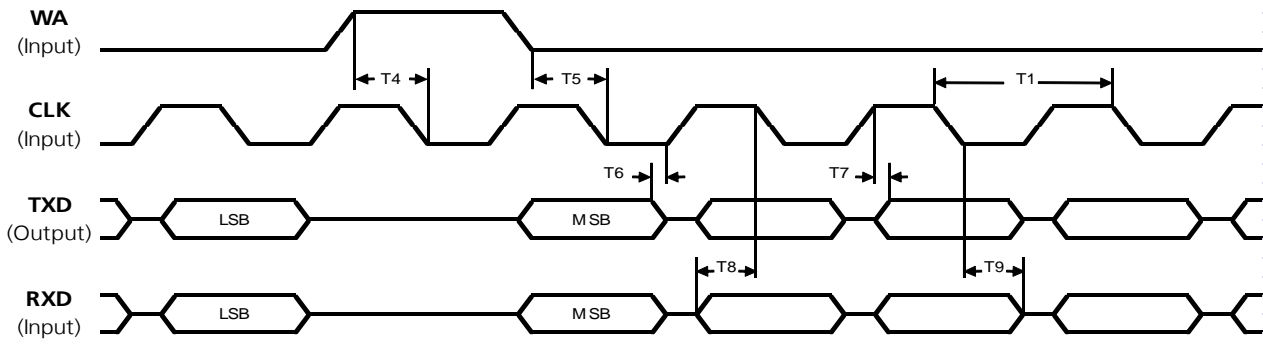 WA
(Input)
T4
T5
T1
CLK
(Input)
T6
T7
TXD
(Output)
LSB
MSB
T8
T9
RXD
(Input)
LSB
MSB